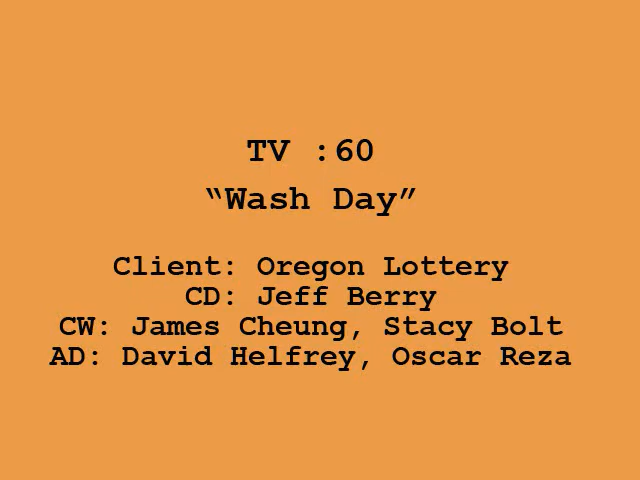 TV :60
“Wash Day”
Client: Oregon Lottery
CD: Jeff Berry
CW: James Cheung, Stacy Bolt
AD: David Helfrey, Oscar Reza